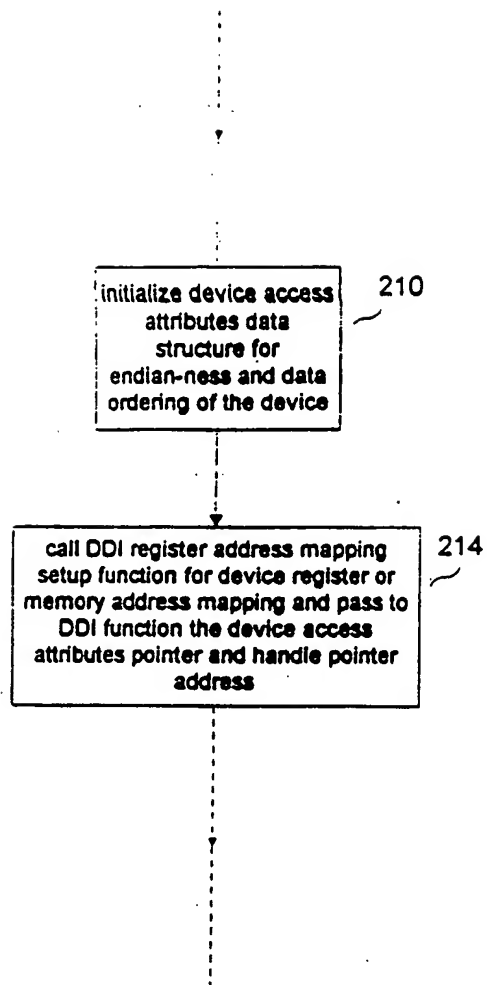 initialize device access
attributes data
structure for
endian-ness and data
ordering of the device
210
call DDI register address mapping
setup function for device register or
memory address mapping and pass to
DDI function the device access
attributes pointer and handle pointer
address
214